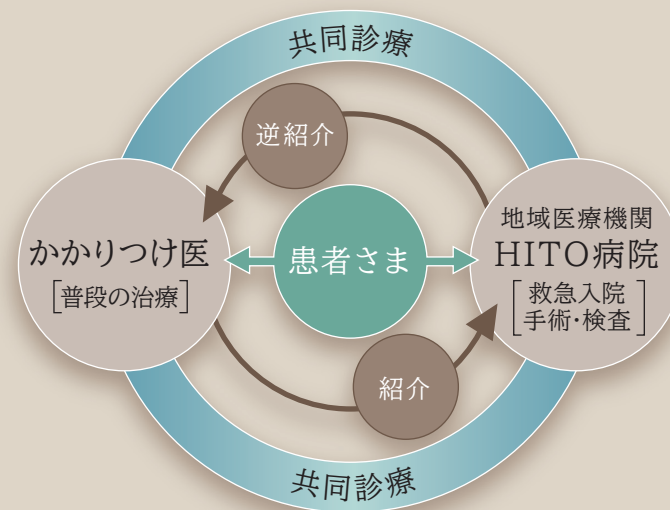 共同診療
逆紹介
かかりつけ医
[普段の治療]
患者さま
地域医療機関
HITO病院
[救急入院
手術・検査]
紹介
共同診療